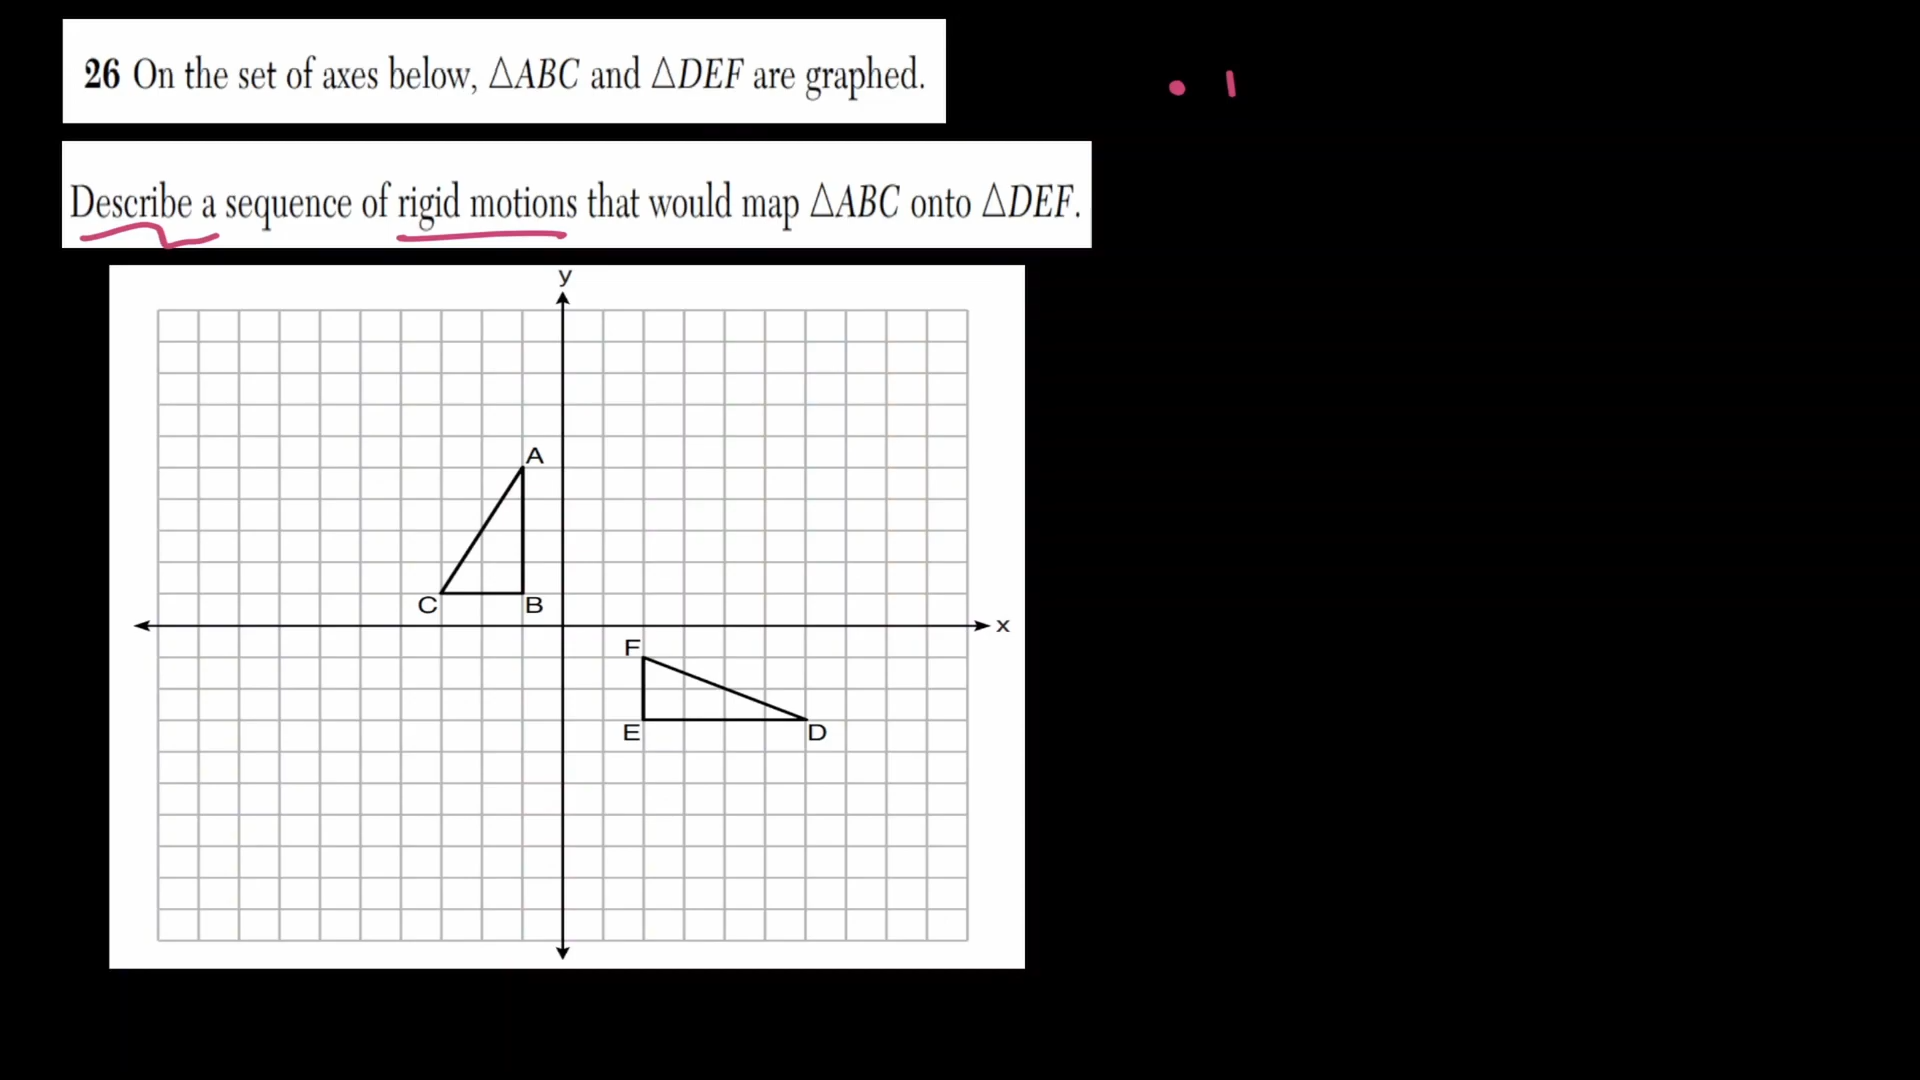 26 On the set of axes below, △ABC and △DEF are graphed.
Describe a sequence of rigid motions that would map △ABC onto △DEF.
y
A
C B
x
F
E D